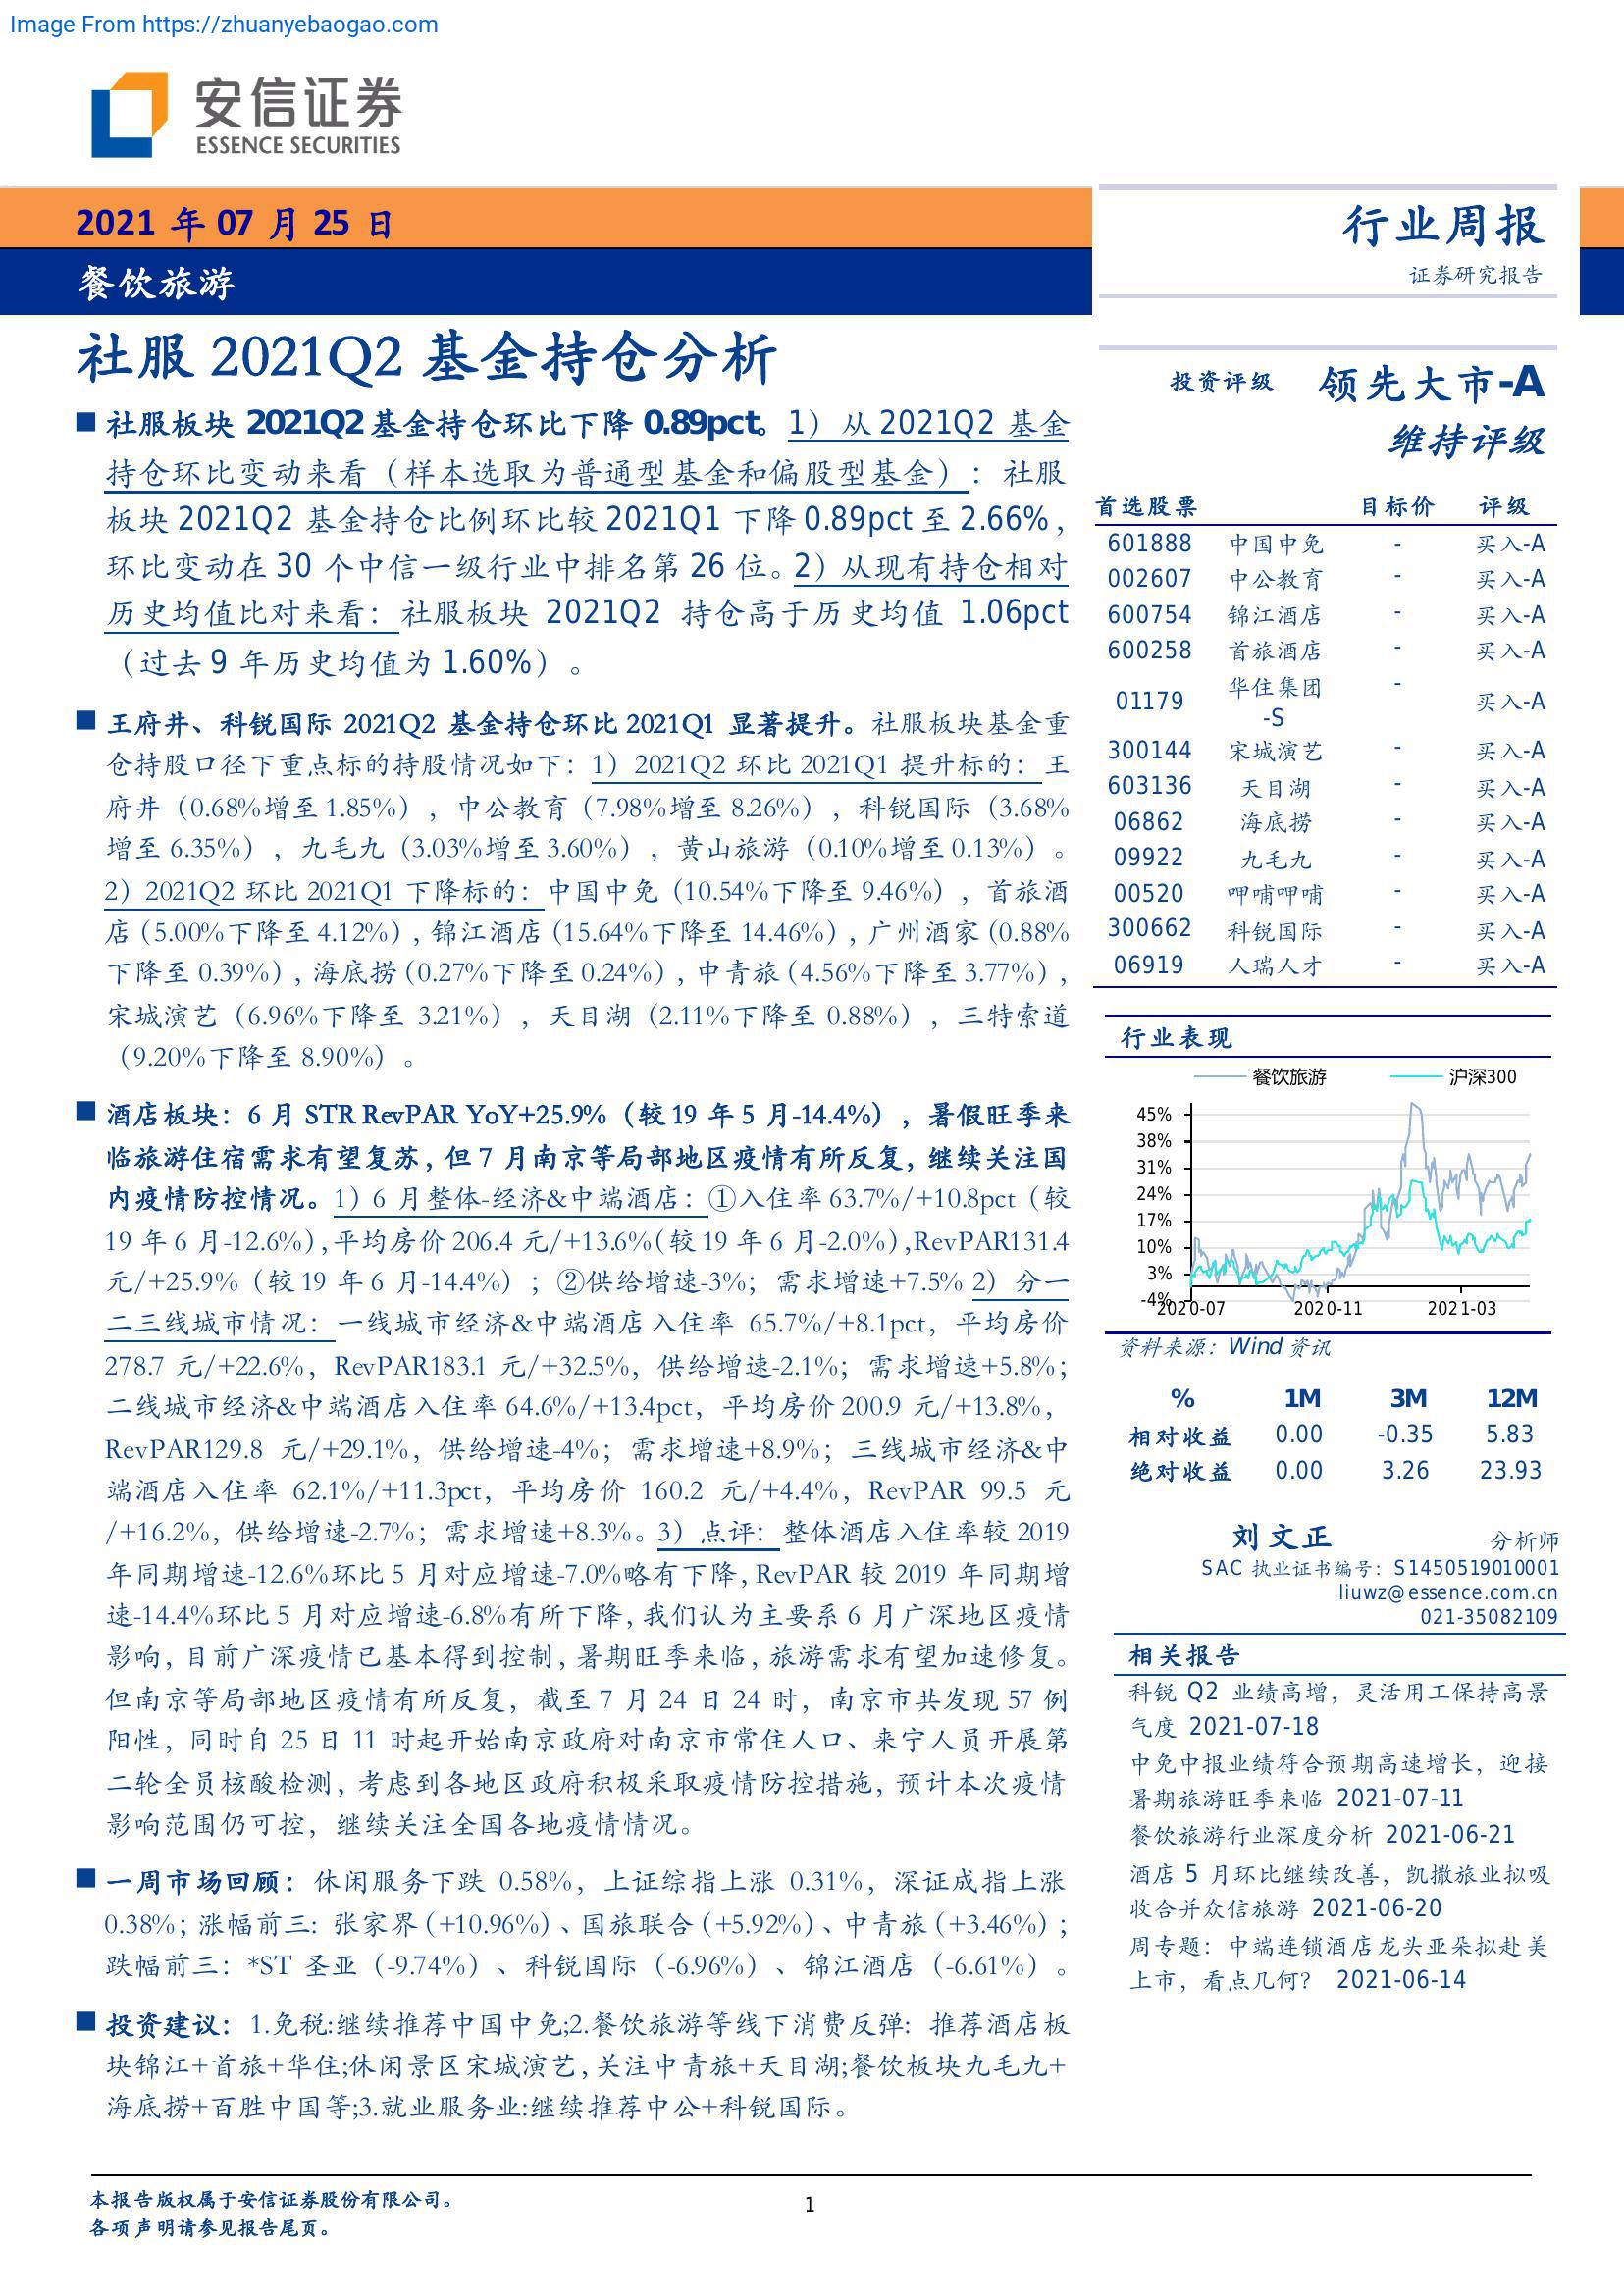 Image From https://zhuanyebaogao.com
安信证券
ESSENCE SECURITIES
2021 年 07 月 25 日
餐饮旅游
行业周报
证券研究报告
社服 2021Q2 基金持仓分析
■ 社服板块 2021Q2 基金持仓环比下降 0.89pct。1）从 2021Q2 基金
持仓环比变动来看（样本选取为普通型基金和偏股型基金）：社服
板块 2021Q2 基金持仓比例环比较 2021Q1 下降 0.89pct 至 2.66%，
环比变动在 30 个中信一级行业中排名第 26 位。2）从现有持仓相对
历史均值比对来看：社服板块 2021Q2 持仓高于历史均值 1.06pct
（过去 9 年历史均值为 1.60%）。
■ 王府井、科锐国际 2021Q2 基金持仓环比 2021Q1 显著提升。社服板块基金重
仓持股口径下重点标的持股情况如下：1）2021Q2 环比 2021Q1 提升标的：王
府井（0.68%增至 1.85%），中公教育（7.98%增至 8.26%），科锐国际（3.68%
增至 6.35%），九毛九（3.03%增至 3.60%），黄山旅游（0.10%增至 0.13%）。
2）2021Q2 环比 2021Q1 下降标的：中国中免（10.54%下降至 9.46%），首旅酒
店（5.00%下降至 4.12%），锦江酒店（15.64%下降至 14.46%），广州酒家（0.88%
下降至 0.39%），海底捞（0.27%下降至 0.24%），中青旅（4.56%下降至 3.77%），
宋城演艺（6.96%下降至 3.21%），天目湖（2.11%下降至 0.88%），三特索道
（9.20%下降至 8.90%）。
■ 酒店板块：6 月 STR RevPAR YoY+25.9%（较 19 年 5 月-14.4%），暑假旺季来
临旅游住宿需求有望复苏，但 7 月南京等局部地区疫情有所反复，继续关注国
内疫情防控情况。1）6 月整体-经济&中端酒店：①入住率 63.7%/+10.8pct（较
19 年 6 月-12.6%），平均房价 206.4 元/+13.6%（较 19 年 6 月-2.0%），RevPAR131.4
元/+25.9%（较 19 年 6 月-14.4%）；②供给增速-3%；需求增速+7.5% 2）分一
二三线城市情况：一线城市经济&中端酒店入住率 65.7%/+8.1pct，平均房价
278.7 元/+22.6%，RevPAR183.1 元/+32.5%，供给增速-2.1%；需求增速+5.8%；
二线城市经济&中端酒店入住率 64.6%/+13.4pct，平均房价 200.9 元/+13.8%，
RevPAR129.8 元/+29.1%，供给增速-4%；需求增速+8.9%；三线城市经济&中
端酒店入住率 62.1%/+11.3pct，平均房价 160.2 元/+4.4%，RevPAR 99.5 元
/+16.2%，供给增速-2.7%；需求增速+8.3%。3）点评：整体酒店入住率较 2019
年同期增速-12.6%环比 5 月对应增速-7.0%略有下降，RevPAR 较 2019 年同期增
速-14.4%环比 5 月对应增速-6.8%有所下降，我们认为主要系 6 月广深地区疫情
影响，目前广深疫情已基本得到控制，暑期旺季来临，旅游需求有望加速修复。
但南京等局部地区疫情有所反复，截至 7 月 24 日 24 时，南京市共发现 57 例
阳性，同时自 25 日 11 时起开始南京政府对南京市常住人口、来宁人员开展第
二轮全员核酸检测，考虑到各地区政府积极采取疫情防控措施，预计本次疫情
影响范围仍可控，继续关注全国各地疫情情况。
■ 一周市场回顾：休闲服务下跌 0.58%，上证综指上涨 0.31%，深证成指上涨
0.38%；涨幅前三：张家界（+10.96%）、国旅联合（+5.92%）、中青旅（+3.46%）；
跌幅前三：*ST 圣亚（-9.74%）、科锐国际（-6.96%）、锦江酒店（-6.61%）。
■ 投资建议：1.免税:继续推荐中国中免;2.餐饮旅游等线下消费反弹：推荐酒店板
块锦江+首旅+华住;休闲景区宋城演艺,关注中青旅+天目湖;餐饮板块九毛九+
海底捞+百胜中国等;3.就业服务业:继续推荐中公+科锐国际。
投资评级 领先大市-A
维持评级
首选股票 目标价 评级
601888 中国中免 - 买入-A
002607 中公教育 - 买入-A
600754 锦江酒店 - 买入-A
600258 首旅酒店 - 买入-A
01179 华住集团-S - 买入-A
300144 宋城演艺 - 买入-A
603136 天目湖 - 买入-A
06862 海底捞 - 买入-A
09922 九毛九 - 买入-A
00520 呷哺呷哺 - 买入-A
300662 科锐国际 - 买入-A
06919 人瑞人才 - 买入-A
行业表现
餐饮旅游 沪深300
45%
38%
31%
24%
17%
10%
3%
-4%
2020-07 2020-11 2021-03
资料来源：Wind 资讯
% 1M 3M 12M
相对收益 0.00 -0.35 5.83
绝对收益 0.00 3.26 23.93
刘文正 分析师
SAC 执业证书编号：S1450519010001
liuwz@essence.com.cn
021-35082109
相关报告
科锐 Q2 业绩高增，灵活用工保持高景
气度 2021-07-18
中免中报业绩符合预期高速增长，迎接
暑期旅游旺季来临 2021-07-11
餐饮旅游行业深度分析 2021-06-21
酒店 5 月环比继续改善，凯撒旅业拟吸
收合并众信旅游 2021-06-20
周专题：中端连锁酒店龙头亚朵拟赴美
上市，看点几何？ 2021-06-14
本报告版权属于安信证券股份有限公司。
各项声明请参见报告尾页。
1